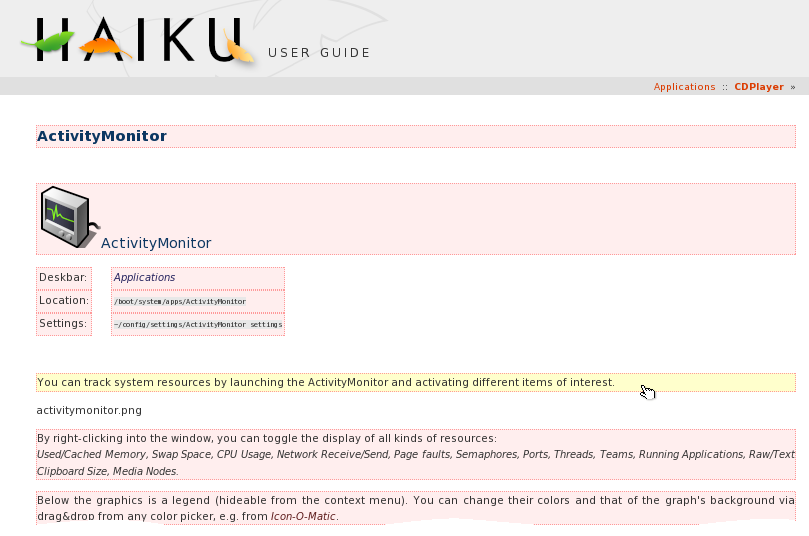 HAIKU USER GUIDE
Applications :: CDPlayer »
ActivityMonitor
ActivityMonitor
Deskbar: Applications
Location: /boot/system/apps/ActivityMonitor
Settings: ~/config/settings/ActivityMonitor settings
You can track system resources by launching the ActivityMonitor and activating different items of interest.
activitymonitor.png
By right-clicking into the window, you can toggle the display of all kinds of resources:
Used/Cached Memory, Swap Space, CPU Usage, Network Receive/Send, Page faults, Semaphores, Ports, Threads, Teams, Running Applications, Raw/Text
Clipboard Size, Media Nodes.
Below the graphics is a legend (hideable from the context menu). You can change their colors and that of the graph's background via
drag&drop from any color picker, e.g. from Icon-O-Matic.